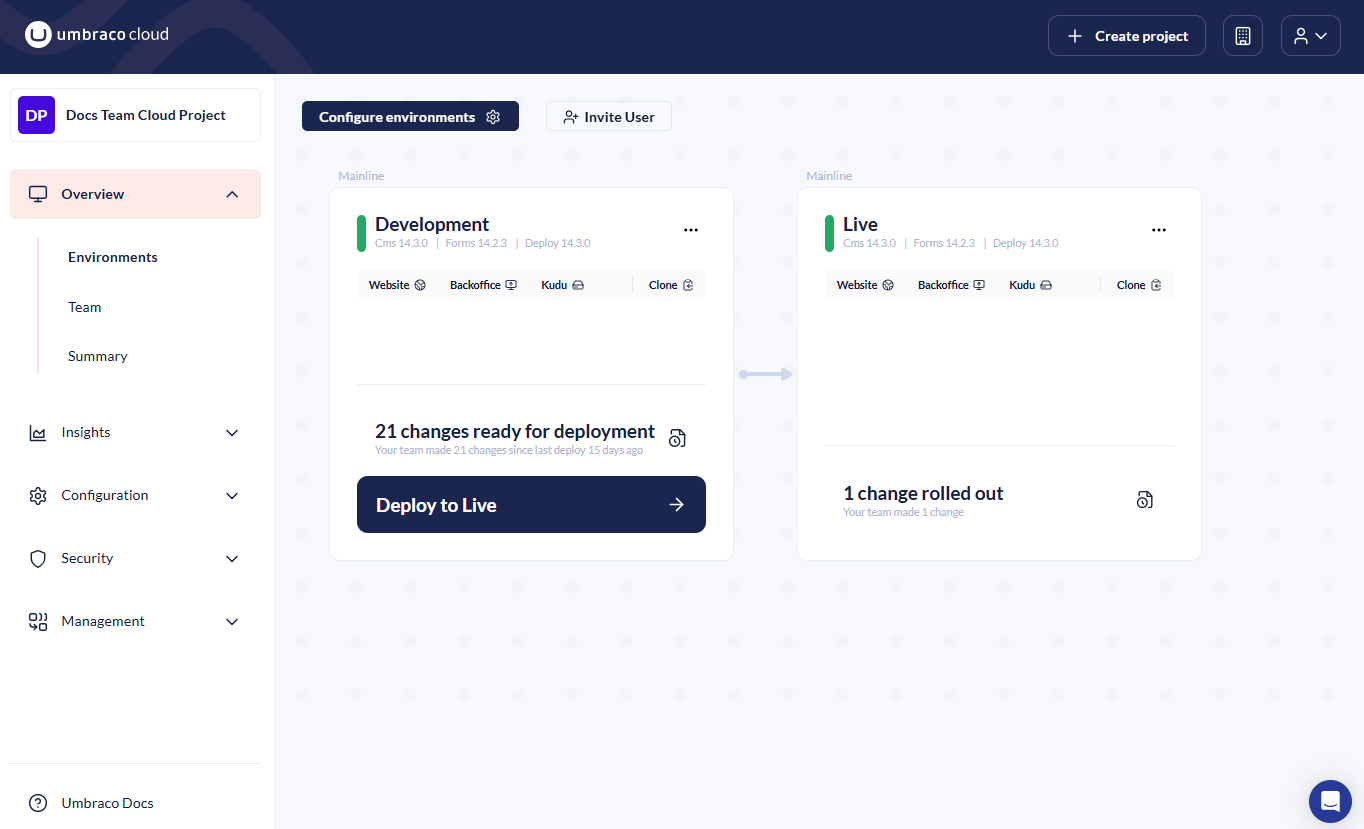 umbraco cloud
Create project
DP Docs Team Cloud Project
Overview
Environments
Team
Summary
Insights
Configuration
Security
Management
Umbraco Docs
Configure environments
Invite User
Mainline
Development
Cms 14.3.0 | Forms 14.2.3 | Deploy 14.3.0
Website Backoffice Kudu Clone
21 changes ready for deployment
Your team made 21 changes since last deploy 15 days ago
Deploy to Live
Mainline
Live
Cms 14.3.0 | Forms 14.2.3 | Deploy 14.3.0
Website Backoffice Kudu Clone
1 change rolled out
Your team made 1 change